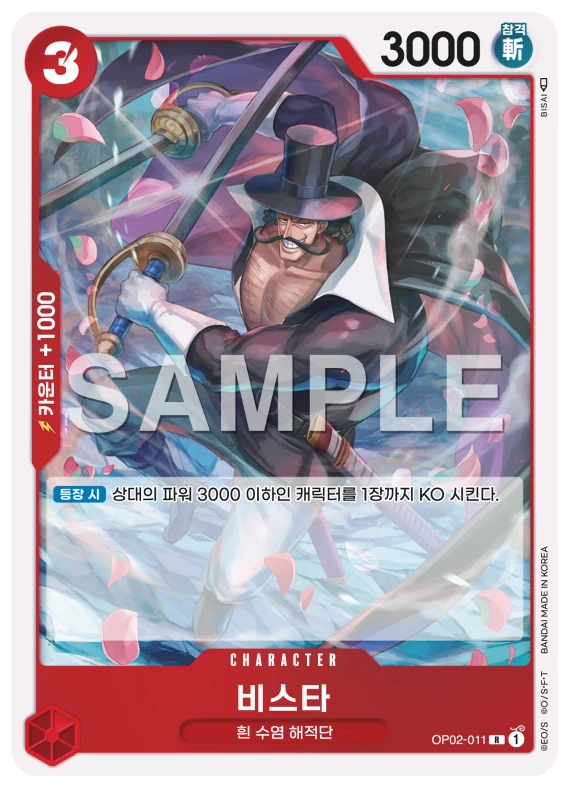 3
3000
참격
斬
BISAI
카운터 +1000
SAMPLE
등장 시 상대의 파워 3000 이하인 캐릭터를 1장까지 KO 시킨다.
CHARACTER
비스타
흰 수염 해적단
OP02-011 R 1
©EO/S ©O/S·F·T BANDAI MADE IN KOREA